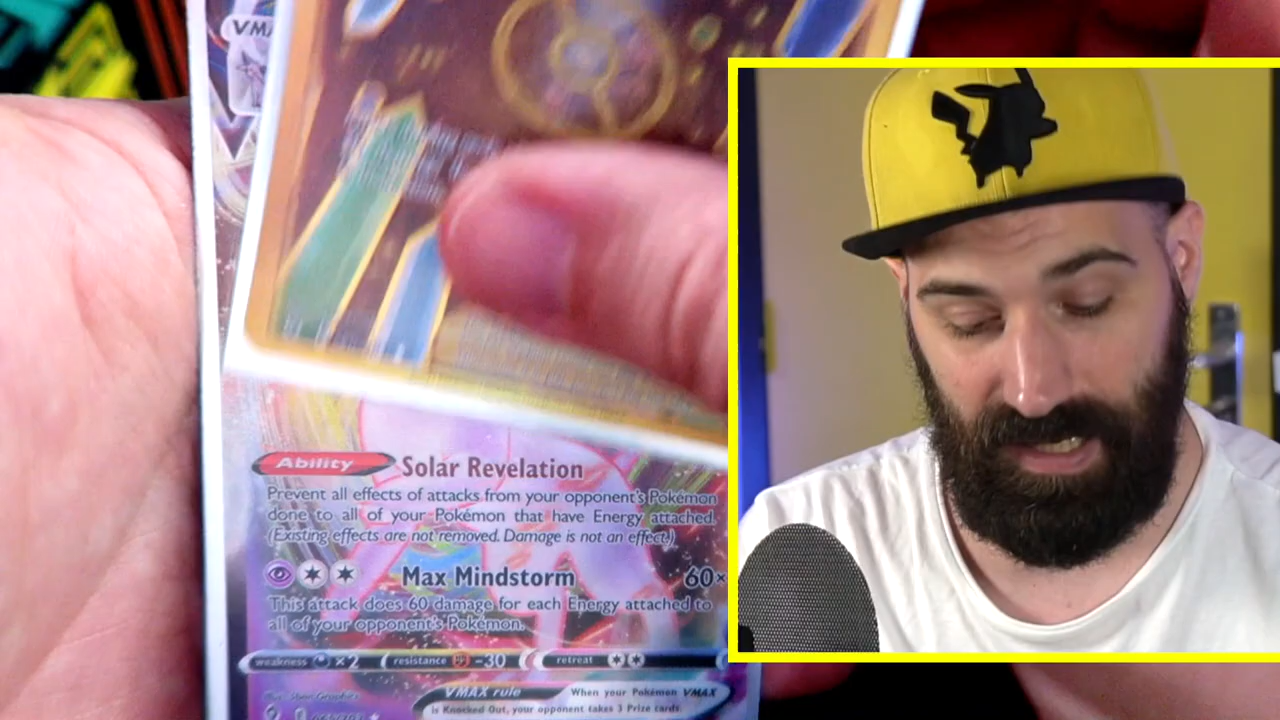 VMA
Ability Solar Revelation
Prevent all effects of attacks from your opponent's Pokémon
done to all of your Pokémon that have Energy attached.
(Existing effects are not removed. Damage is not an effect.)
Max Mindstorm 60×
This attack does 60 damage for each Energy attached to
all of your opponent's Pokémon.
weakness ×2 resistance -30 retreat
VMAX rule When your Pokémon VMAX
is Knocked Out, your opponent takes 3 Prize cards.